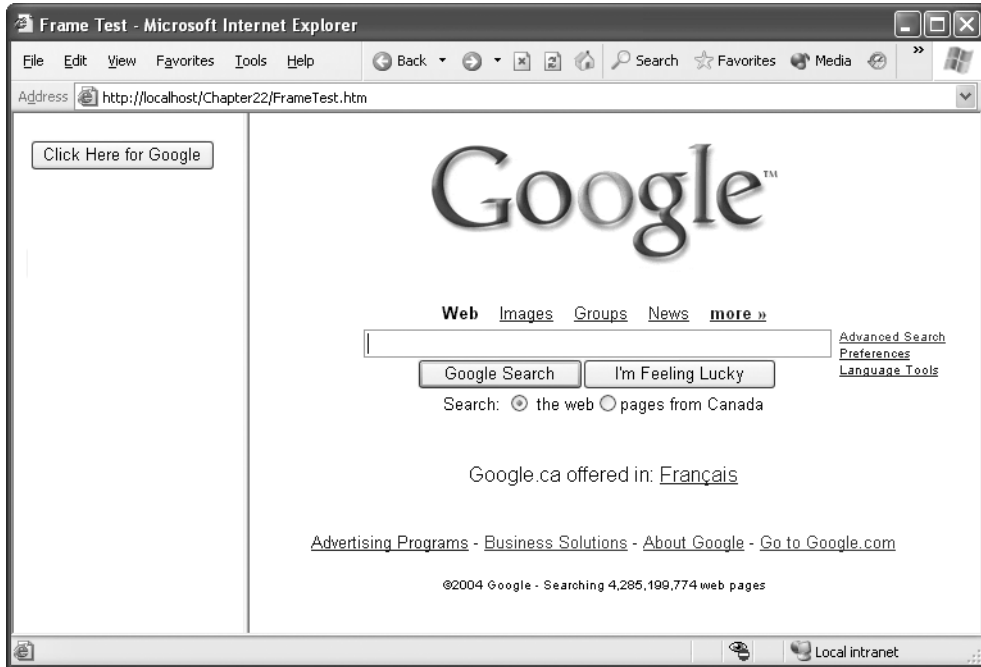 Frame Test - Microsoft Internet Explorer
File Edit View Favorites Tools Help Back Search Favorites Media »
Address http://localhost/Chapter22/FrameTest.htm
Click Here for Google
Google™
Web Images Groups News more »
Advanced Search
Preferences
Language Tools
Google Search I'm Feeling Lucky
Search: the web pages from Canada
Google.ca offered in: Français
Advertising Programs - Business Solutions - About Google - Go to Google.com
©2004 Google - Searching 4,285,199,774 web pages
Local intranet